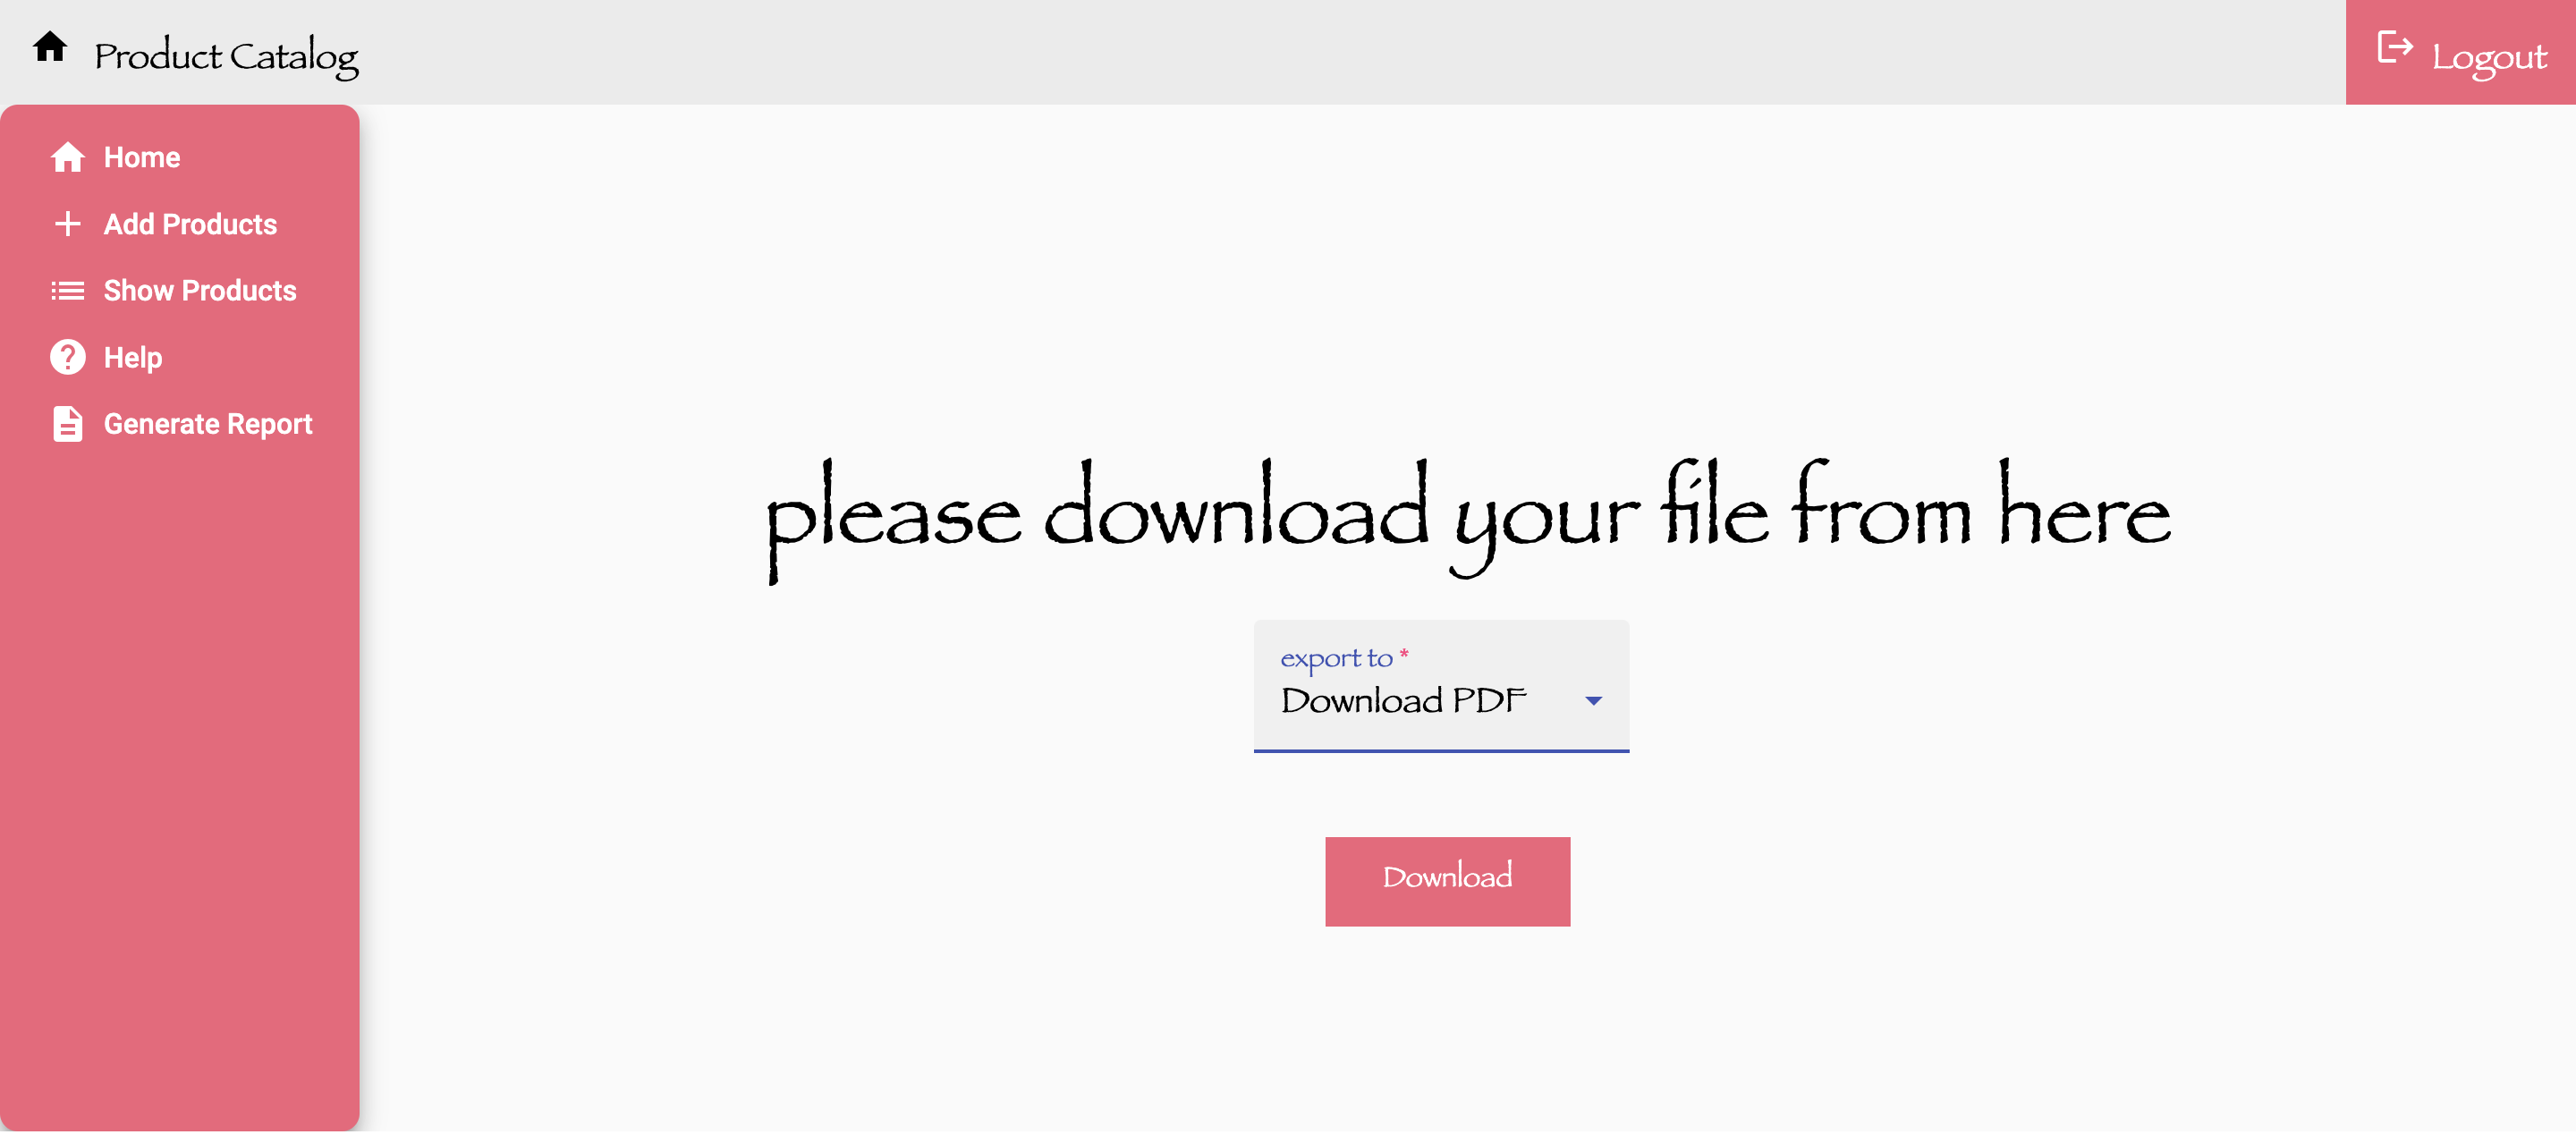 Product Catalog
Logout
Home
Add Products
Show Products
Help
Generate Report
please download your file from here
export to *
Download PDF
Download